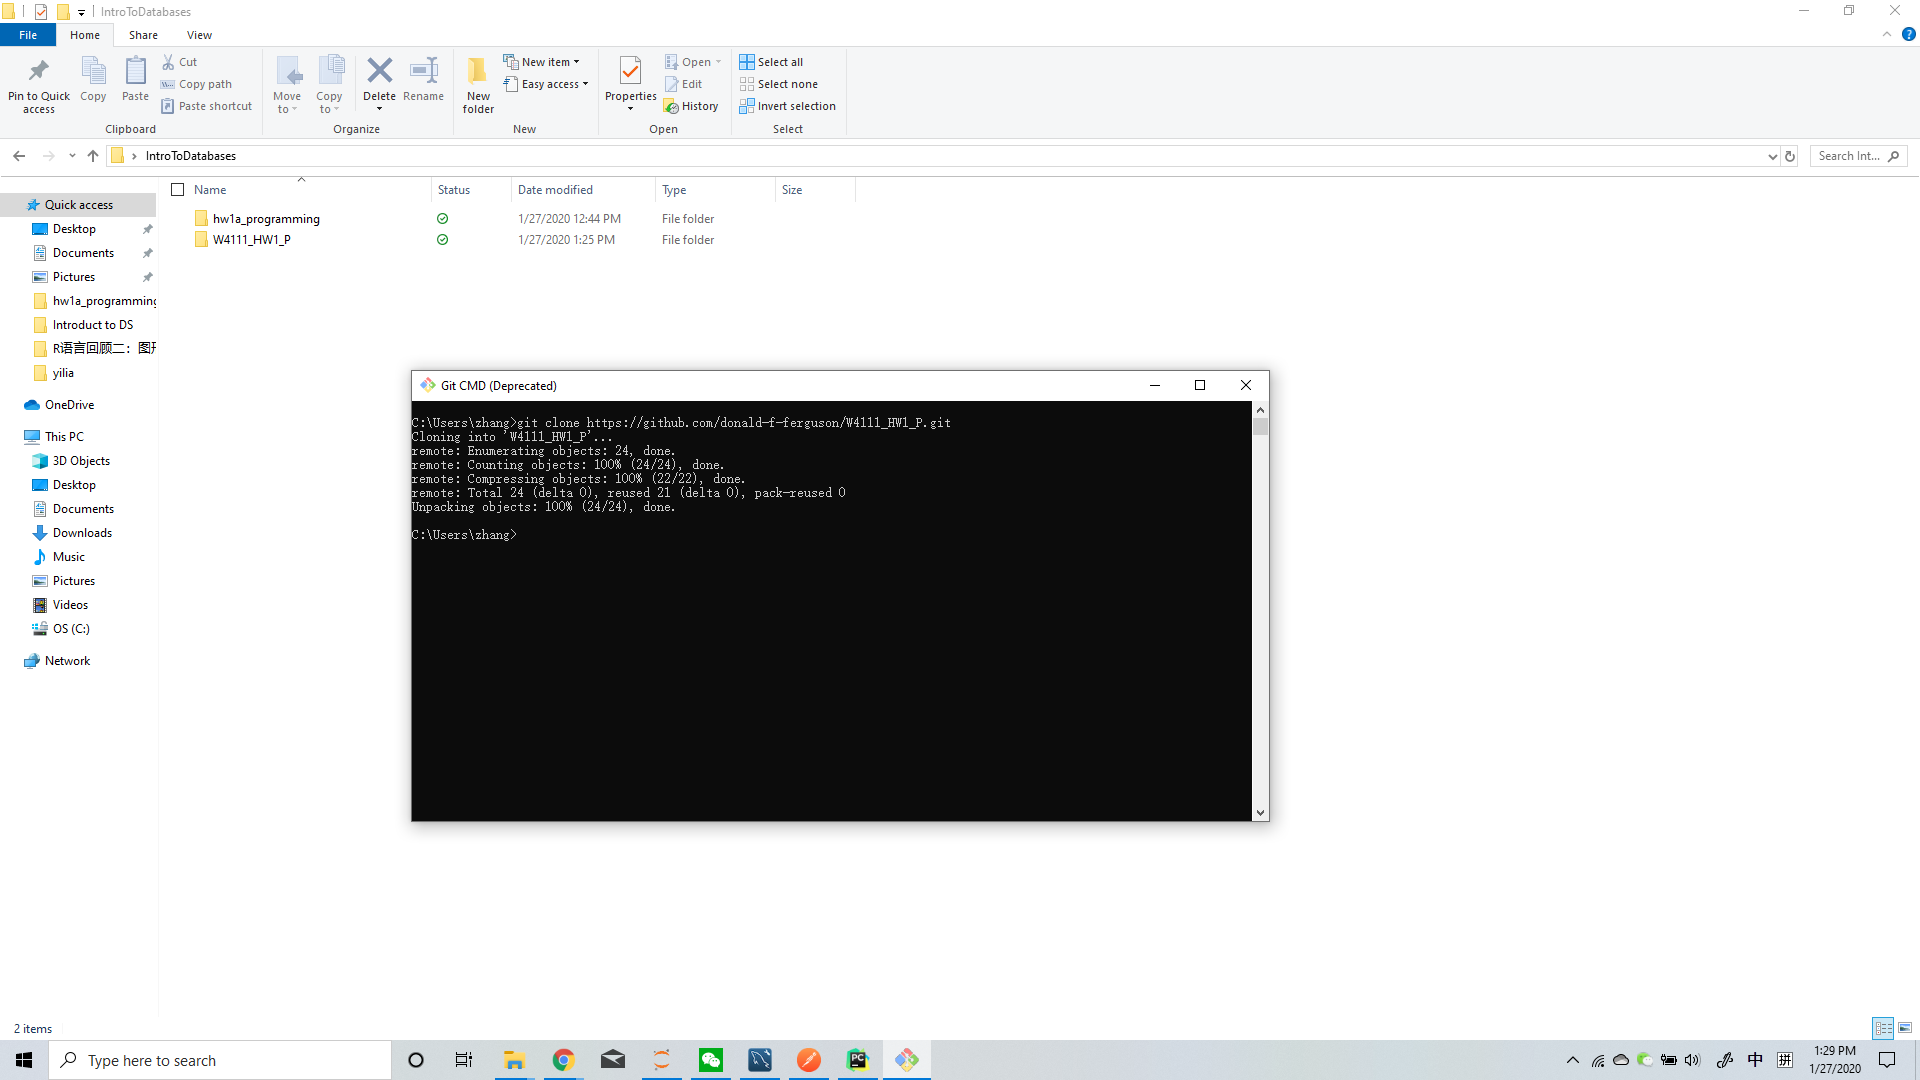 IntroToDatabases
File Home Share View
Pin to Quick access
Copy
Paste
Cut
Copy path
Paste shortcut
Clipboard
Move to
Copy to
Delete
Rename
Organize
New folder
New item
Easy access
New
Properties
Open
Edit
History
Open
Select all
Select none
Invert selection
Select
IntroToDatabases
Search Int...
Name Status Date modified Type Size
hw1a_programming 1/27/2020 12:44 PM File folder
W4111_HW1_P 1/27/2020 1:25 PM File folder
Quick access
Desktop
Documents
Pictures
hw1a_programming
Introduct to DS
R语言回顾二：图
yilia
OneDrive
This PC
3D Objects
Desktop
Documents
Downloads
Music
Pictures
Videos
OS (C:)
Network
Git CMD (Deprecated)
C:\Users\zhang>git clone https://github.com/donald-f-ferguson/W4111_HW1_P.git
Cloning into 'W4111_HW1_P'...
remote: Enumerating objects: 24, done.
remote: Counting objects: 100% (24/24), done.
remote: Compressing objects: 100% (22/22), done.
remote: Total 24 (delta 0), reused 21 (delta 0), pack-reused 0
Unpacking objects: 100% (24/24), done.
C:\Users\zhang>
2 items
Type here to search
PC
中
拼
1:29 PM
1/27/2020